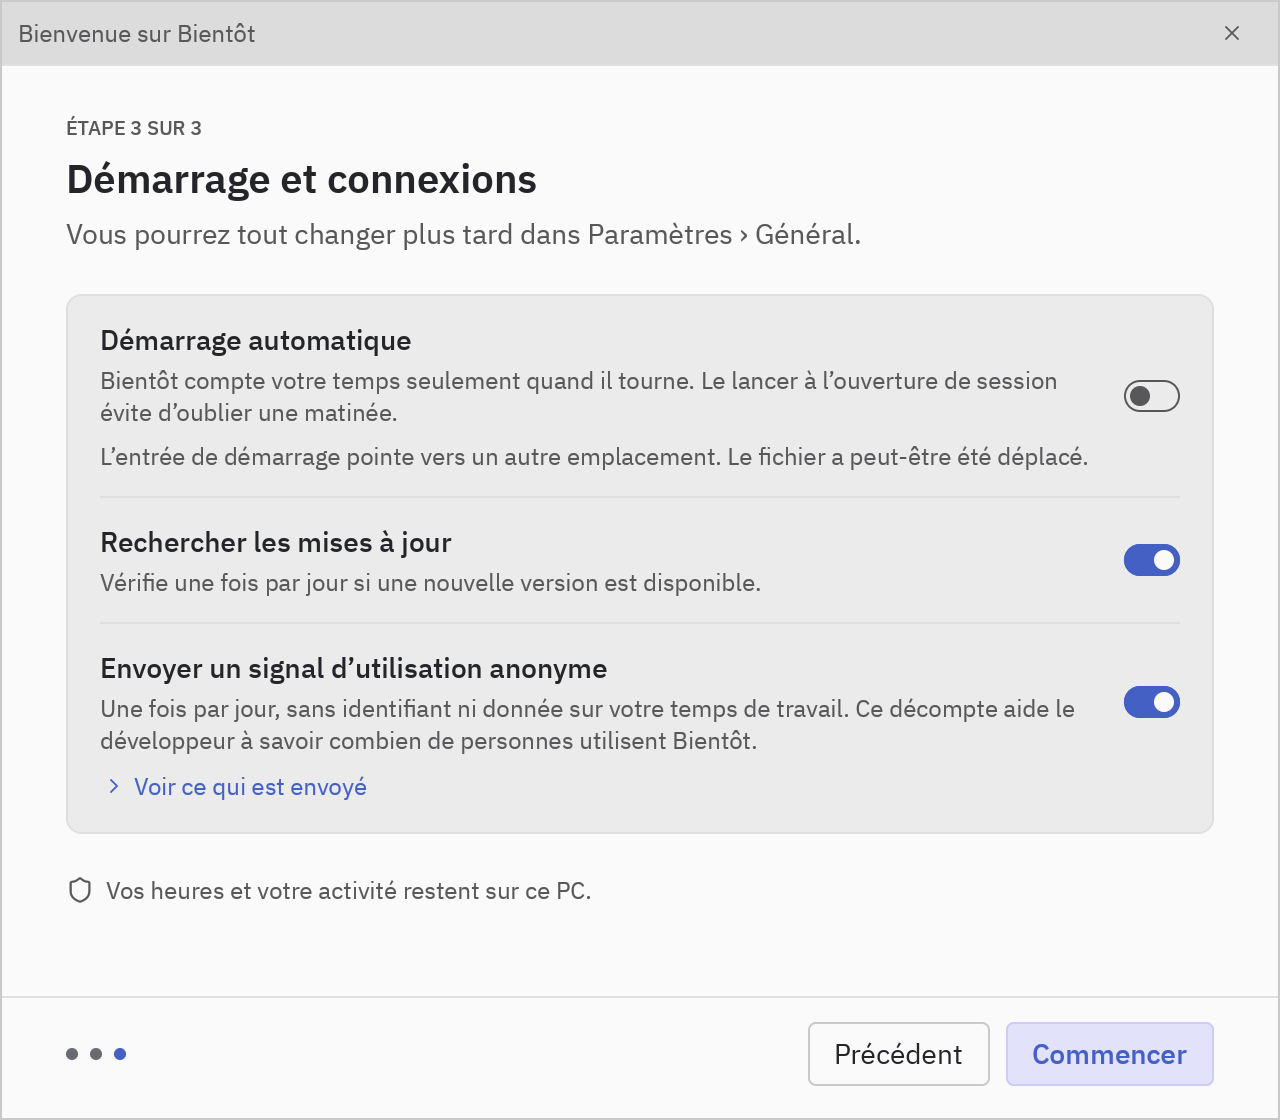 Bienvenue sur Bientôt
ÉTAPE 3 SUR 3
Démarrage et connexions
Vous pourrez tout changer plus tard dans Paramètres › Général.
Démarrage automatique
Bientôt compte votre temps seulement quand il tourne. Le lancer à l’ouverture de session
évite d’oublier une matinée.
L’entrée de démarrage pointe vers un autre emplacement. Le fichier a peut-être été déplacé.
Rechercher les mises à jour
Vérifie une fois par jour si une nouvelle version est disponible.
Envoyer un signal d’utilisation anonyme
Une fois par jour, sans identifiant ni donnée sur votre temps de travail. Ce décompte aide le
développeur à savoir combien de personnes utilisent Bientôt.
Voir ce qui est envoyé
Vos heures et votre activité restent sur ce PC.
Précédent
Commencer